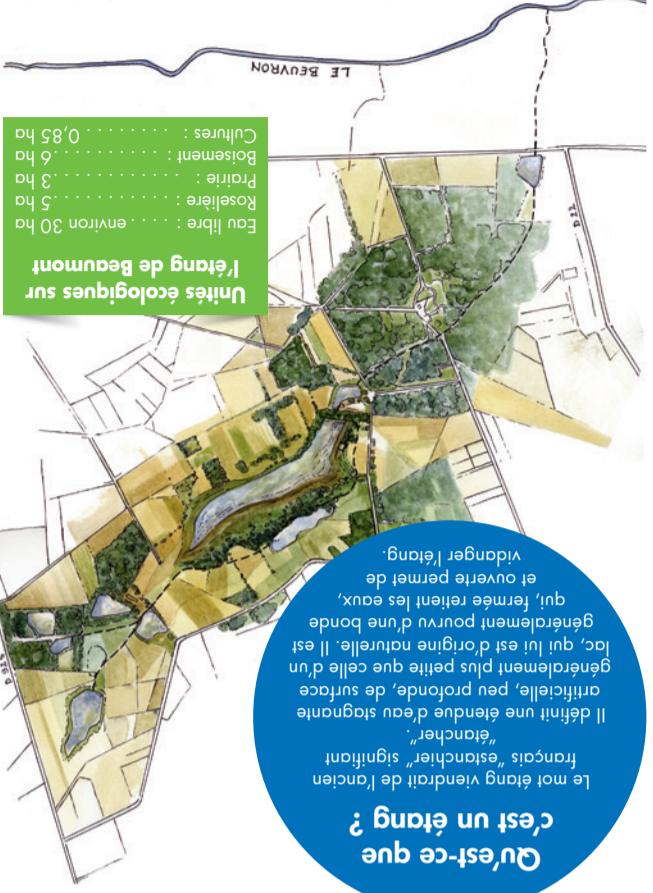 Qu'est-ce que
c'est un étang ?
Le mot étang viendrait de l'ancien
français "estanchier" signifiant
"étancher".
Il définit une étendue d'eau stagnante
artificielle, peu profonde, de surface
généralement plus petite que celle d'un
lac, qui lui est d'origine naturelle. Il est
généralement pourvu d'une bonde
qui, fermée retient les eaux,
et ouverte permet de
vidanger l'étang.
Unités écologiques sur
l'étang de Beaumont
Eau libre : . . . . environ 30 ha
Roselière : . . . . . . . . . . .5 ha
Prairie : . . . . . . . . . . . . .3 ha
Boisement : . . . . . . . . . . .6 ha
Cultures : . . . . . . . . 0,85 ha
D 22
LE BEUVRON